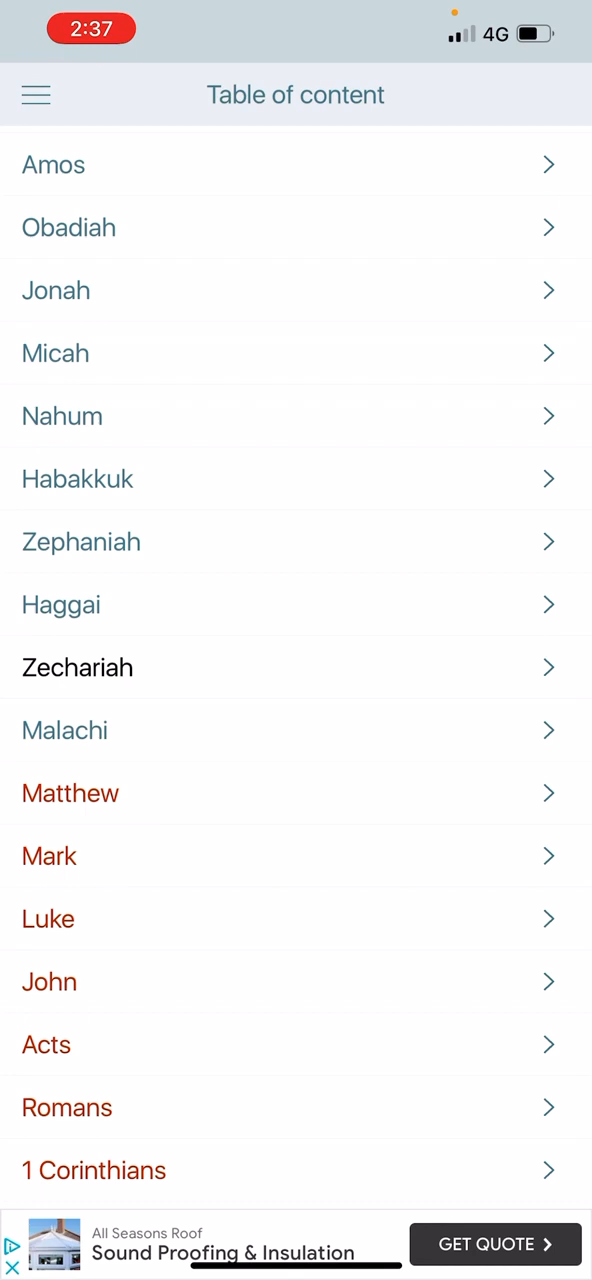 2:37
4G
Table of content
Amos
Obadiah
Jonah
Micah
Nahum
Habakkuk
Zephaniah
Haggai
Zechariah
Malachi
Matthew
Mark
Luke
John
Acts
Romans
1 Corinthians
All Seasons Roof
Sound Proofing & Insulation
GET QUOTE